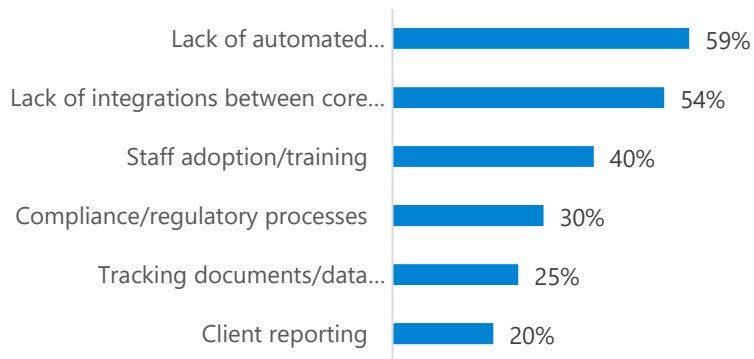 Lack of automated... 59%
Lack of integrations between core... 54%
Staff adoption/training 40%
Compliance/regulatory processes 30%
Tracking documents/data... 25%
Client reporting 20%